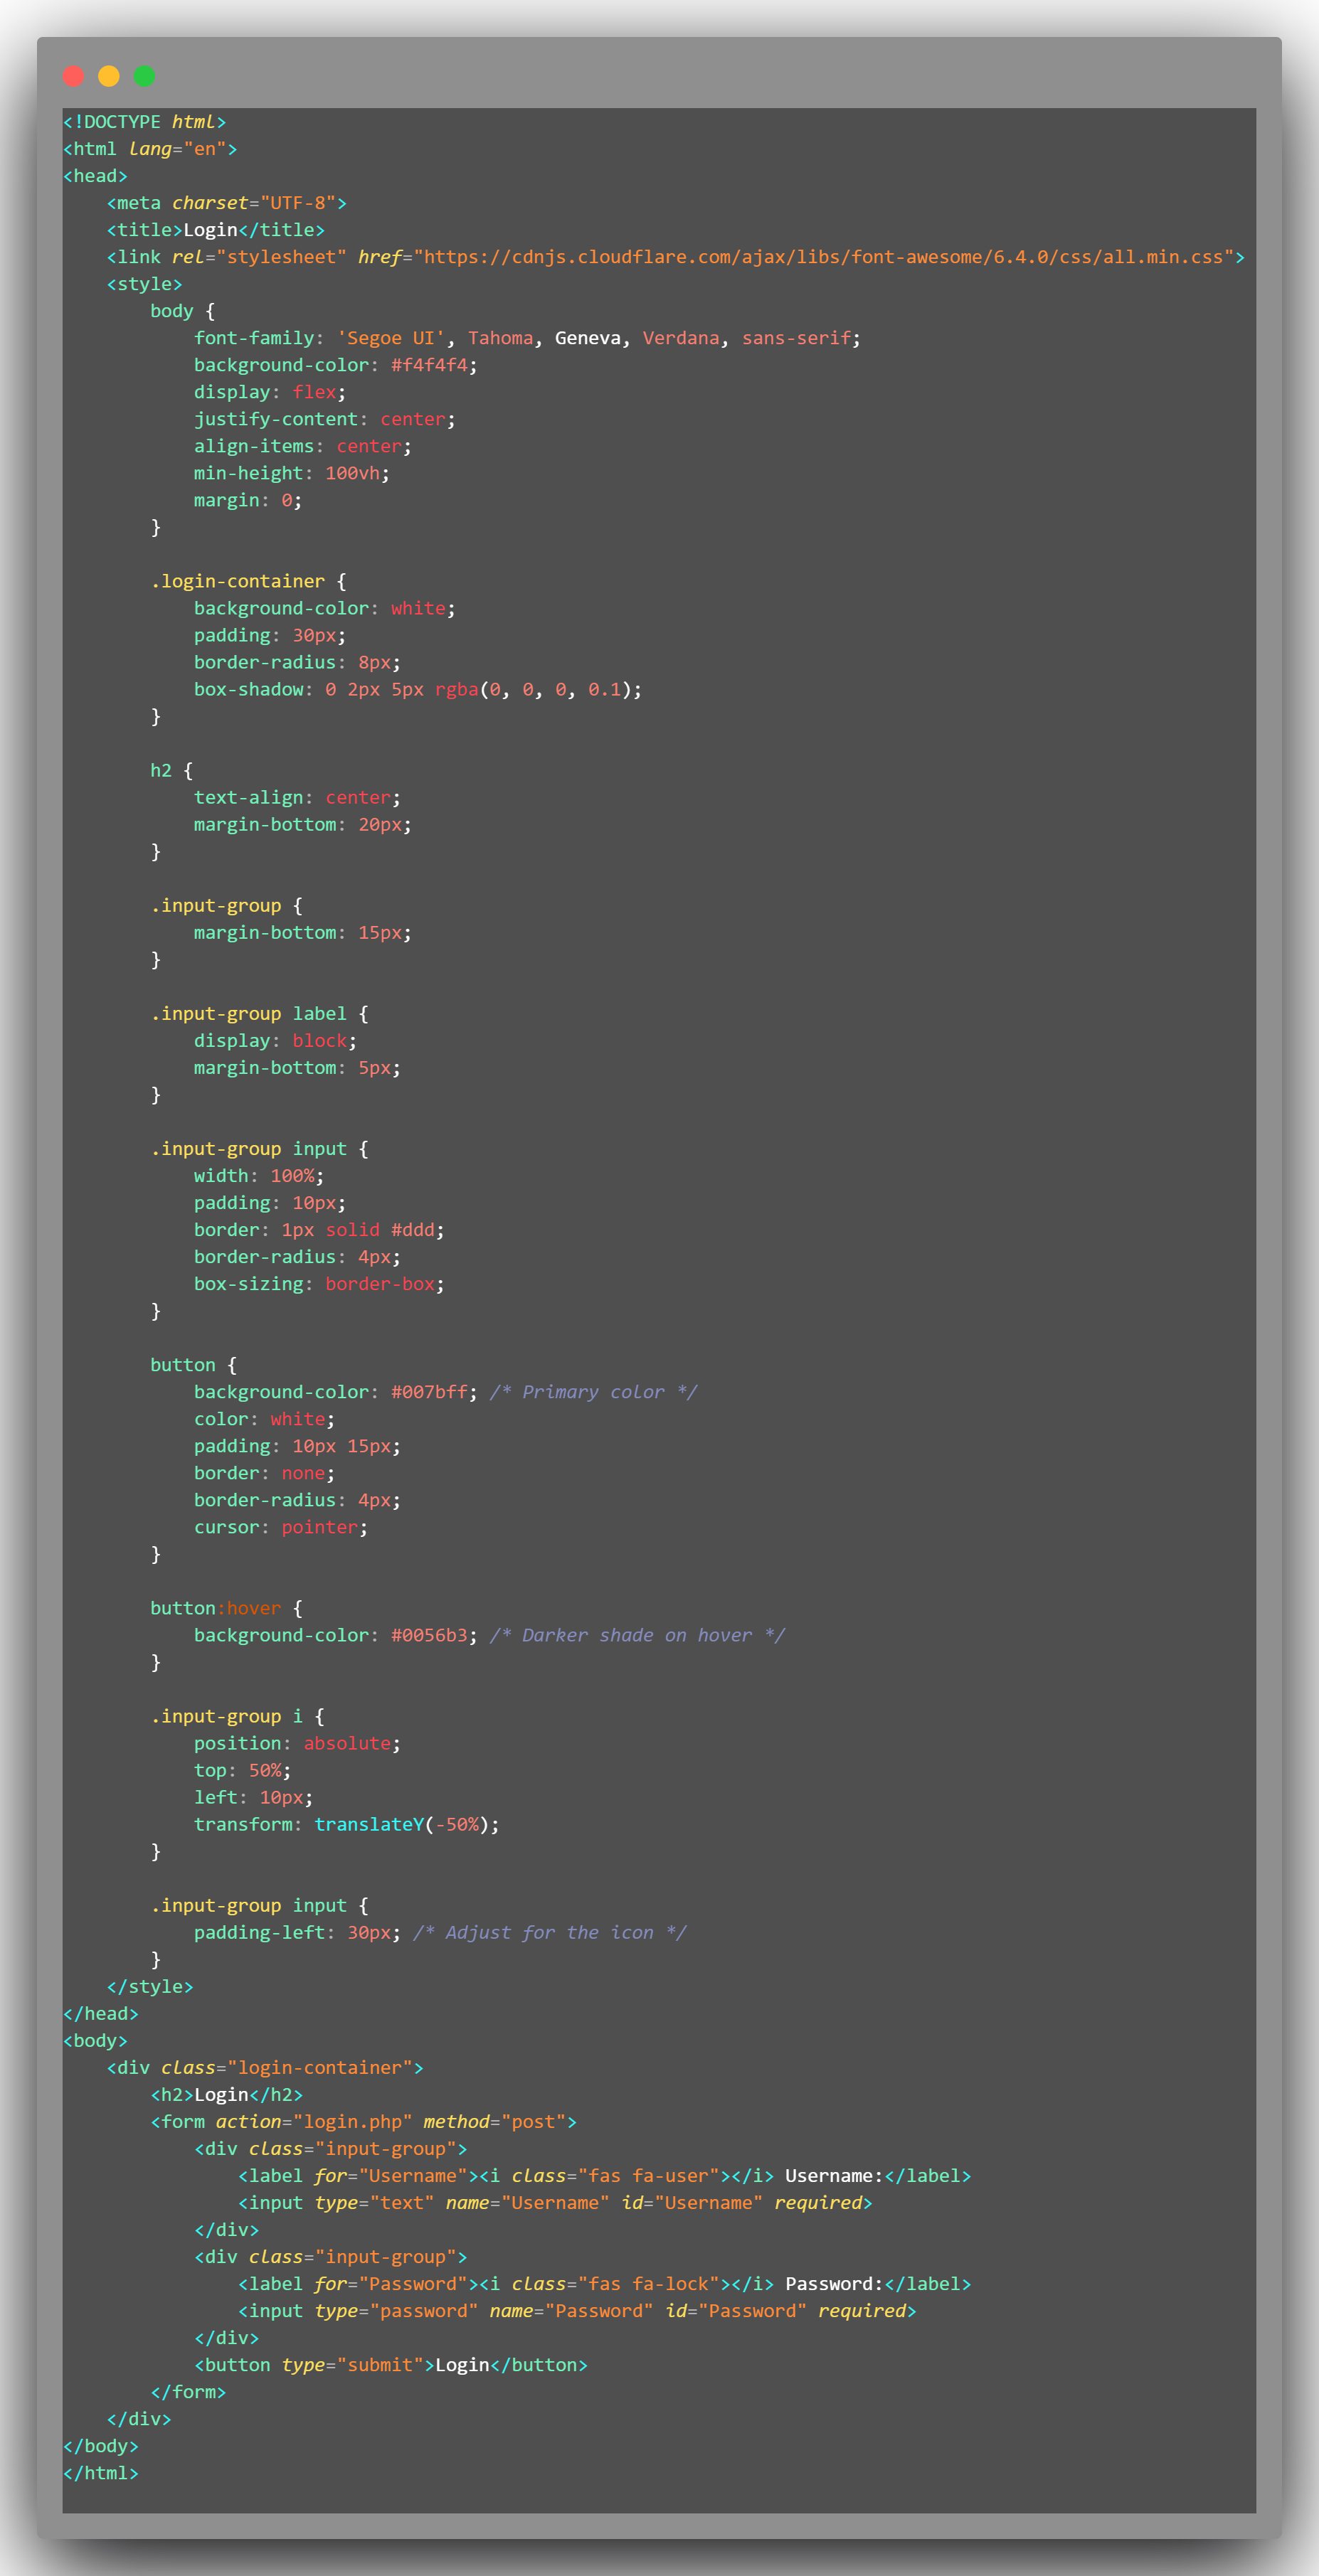 <!DOCTYPE html>
<html lang="en">
<head>
    <meta charset="UTF-8">
    <title>Login</title>
    <link rel="stylesheet" href="https://cdnjs.cloudflare.com/ajax/libs/font-awesome/6.4.0/css/all.min.css">
    <style>
        body {
            font-family: 'Segoe UI', Tahoma, Geneva, Verdana, sans-serif;
            background-color: #f4f4f4;
            display: flex;
            justify-content: center;
            align-items: center;
            min-height: 100vh;
            margin: 0;
        }

        .login-container {
            background-color: white;
            padding: 30px;
            border-radius: 8px;
            box-shadow: 0 2px 5px rgba(0, 0, 0, 0.1);
        }

        h2 {
            text-align: center;
            margin-bottom: 20px;
        }

        .input-group {
            margin-bottom: 15px;
        }

        .input-group label {
            display: block;
            margin-bottom: 5px;
        }

        .input-group input {
            width: 100%;
            padding: 10px;
            border: 1px solid #ddd;
            border-radius: 4px;
            box-sizing: border-box;
        }

        button {
            background-color: #007bff; /* Primary color */
            color: white;
            padding: 10px 15px;
            border: none;
            border-radius: 4px;
            cursor: pointer;
        }

        button:hover {
            background-color: #0056b3; /* Darker shade on hover */
        }

        .input-group i {
            position: absolute;
            top: 50%;
            left: 10px;
            transform: translateY(-50%);
        }

        .input-group input {
            padding-left: 30px; /* Adjust for the icon */
        }
    </style>
</head>
<body>
    <div class="login-container">
        <h2>Login</h2>
        <form action="login.php" method="post">
            <div class="input-group">
                <label for="Username"><i class="fas fa-user"></i> Username:</label>
                <input type="text" name="Username" id="Username" required>
            </div>
            <div class="input-group">
                <label for="Password"><i class="fas fa-lock"></i> Password:</label>
                <input type="password" name="Password" id="Password" required>
            </div>
            <button type="submit">Login</button>
        </form>
    </div>
</body>
</html>